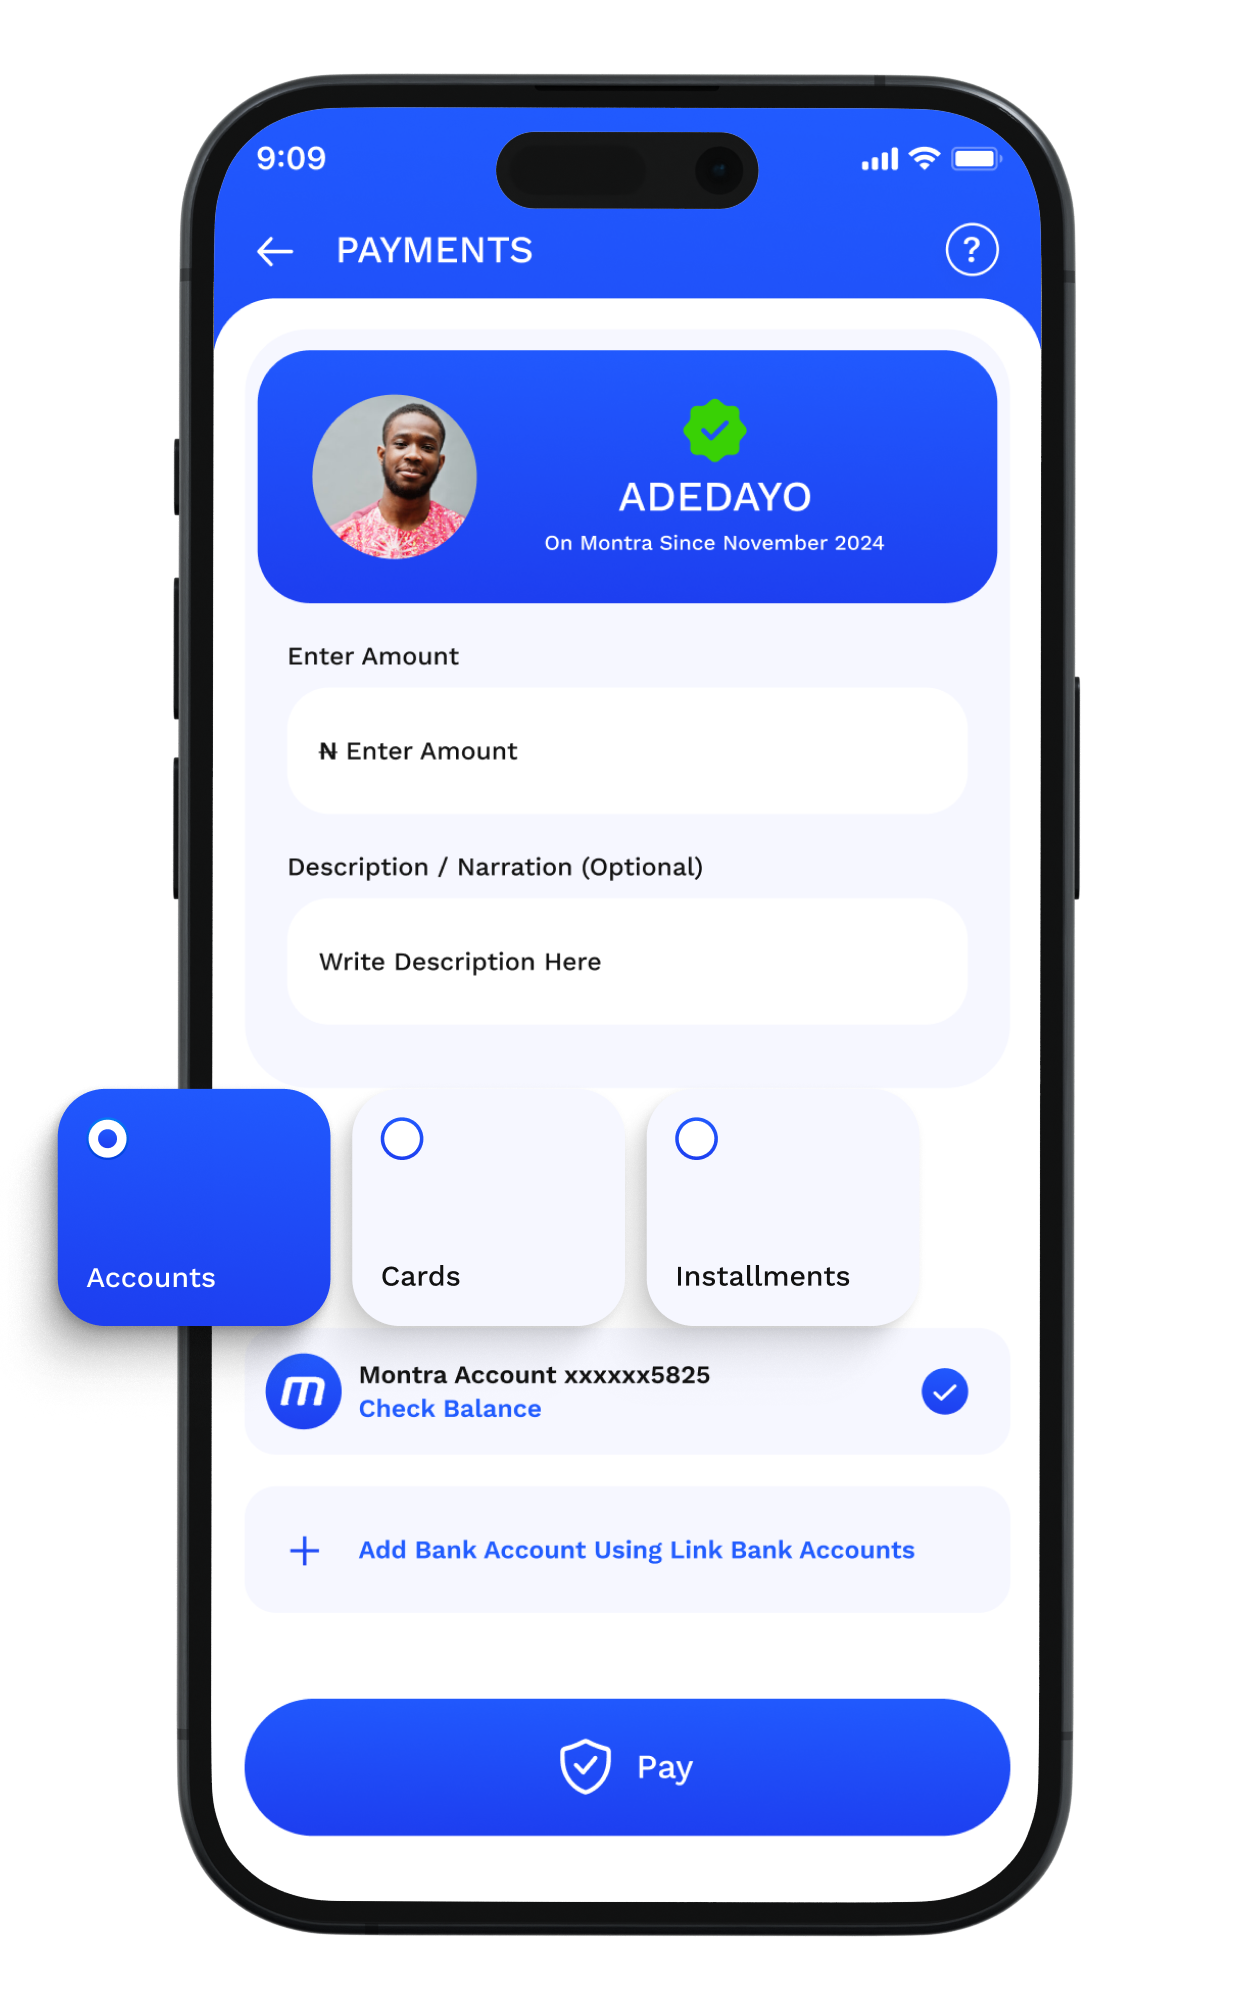 9:09
PAYMENTS
?
ADEDAYO
On Montra Since November 2024
Enter Amount
₦ Enter Amount
Description / Narration (Optional)
Write Description Here
Accounts
Cards
Installments
m
Montra Account xxxxxx5825
Check Balance
+ Add Bank Account Using Link Bank Accounts
Pay